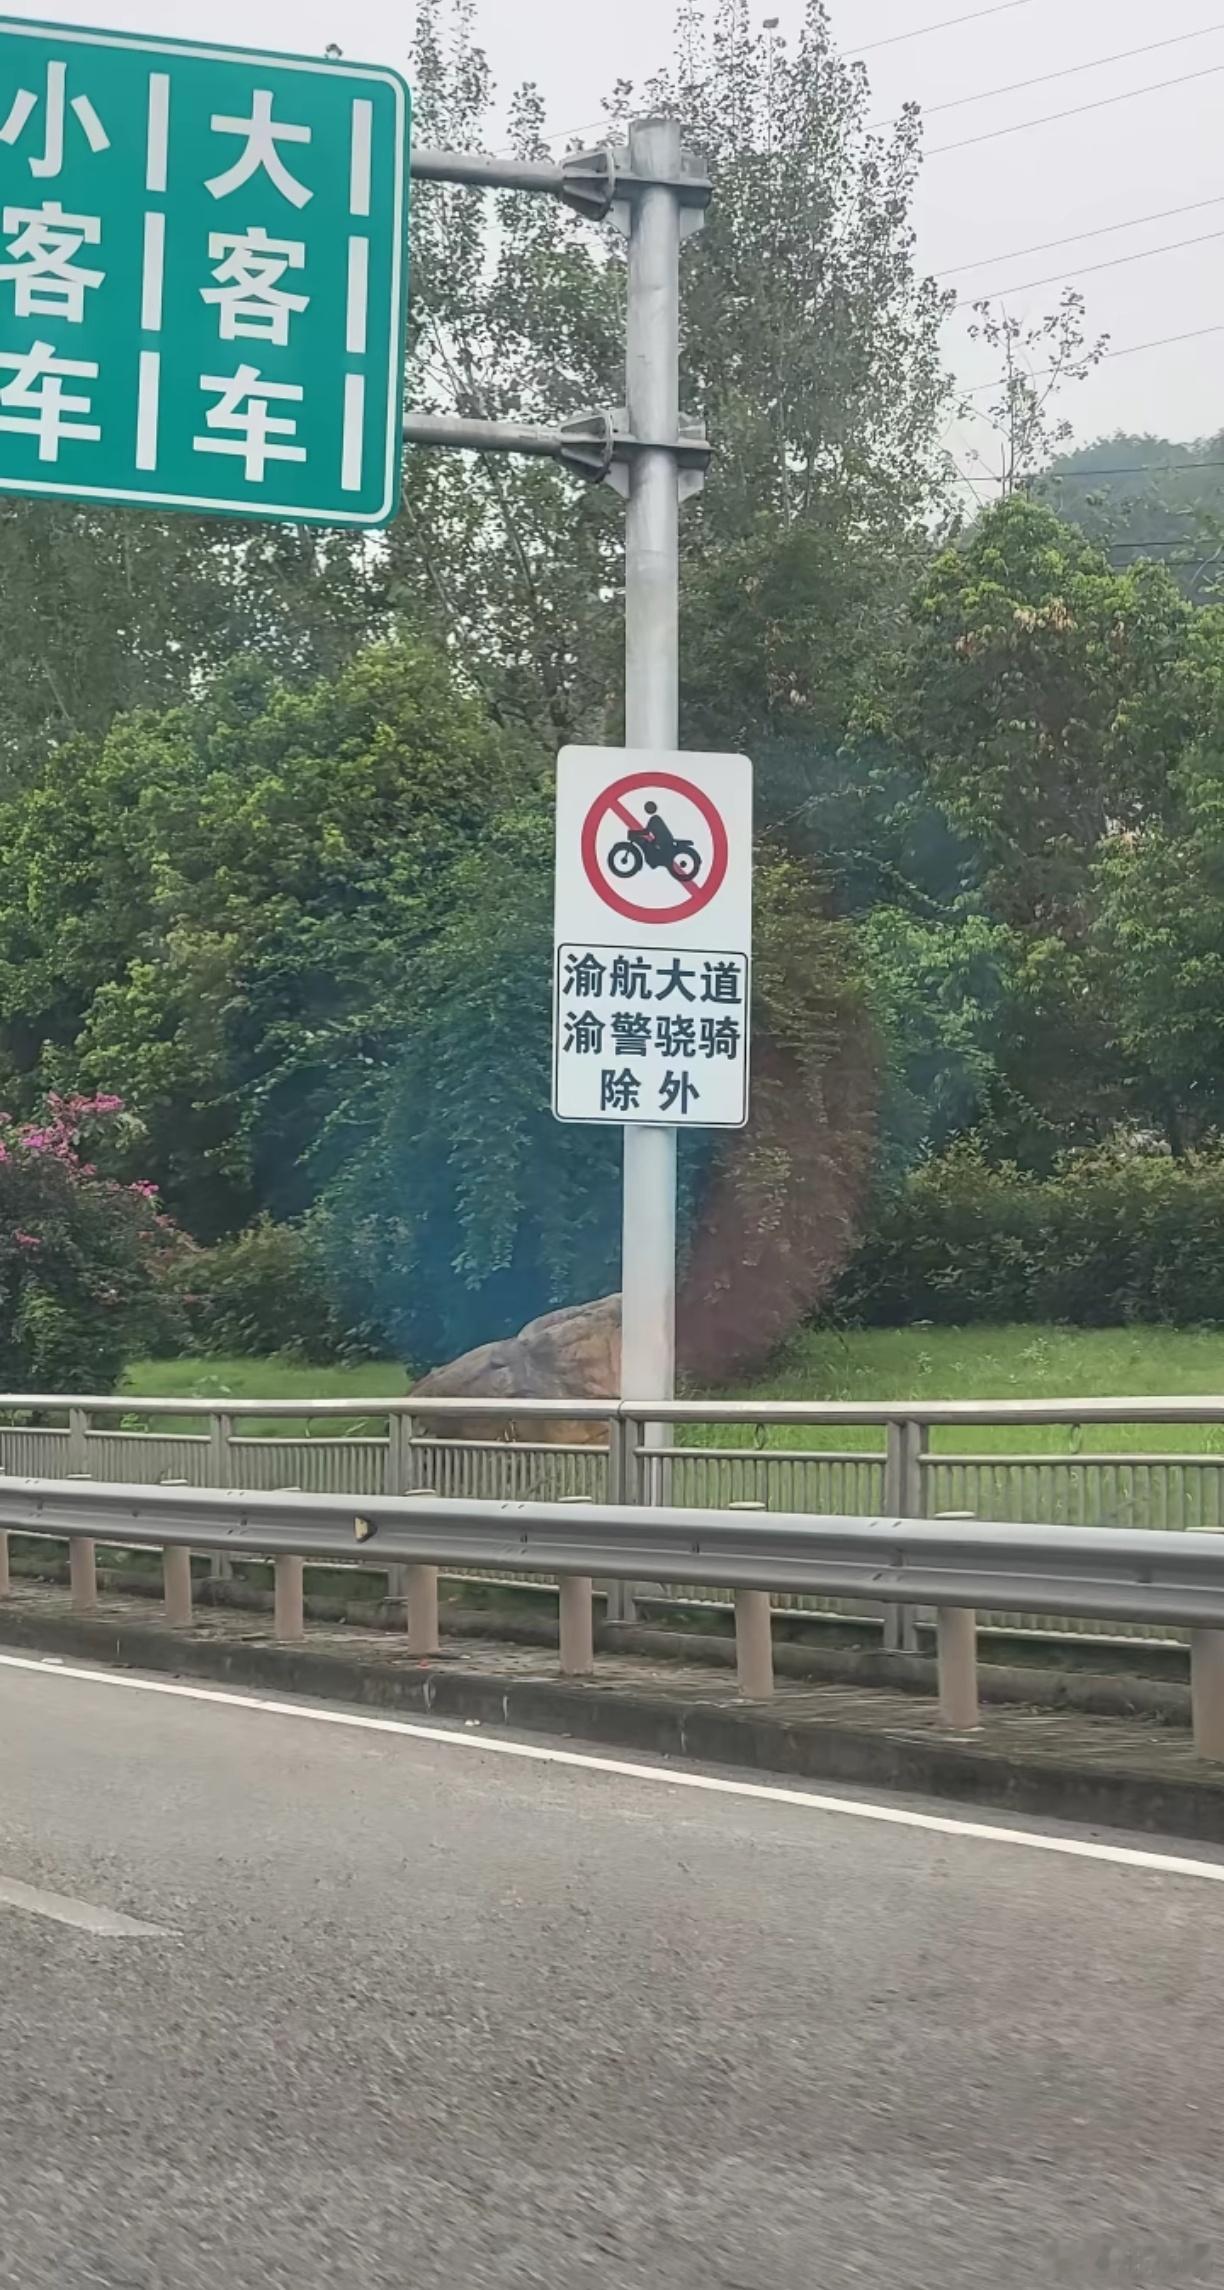 小客车
大客车
渝航大道
渝警骁骑
除外